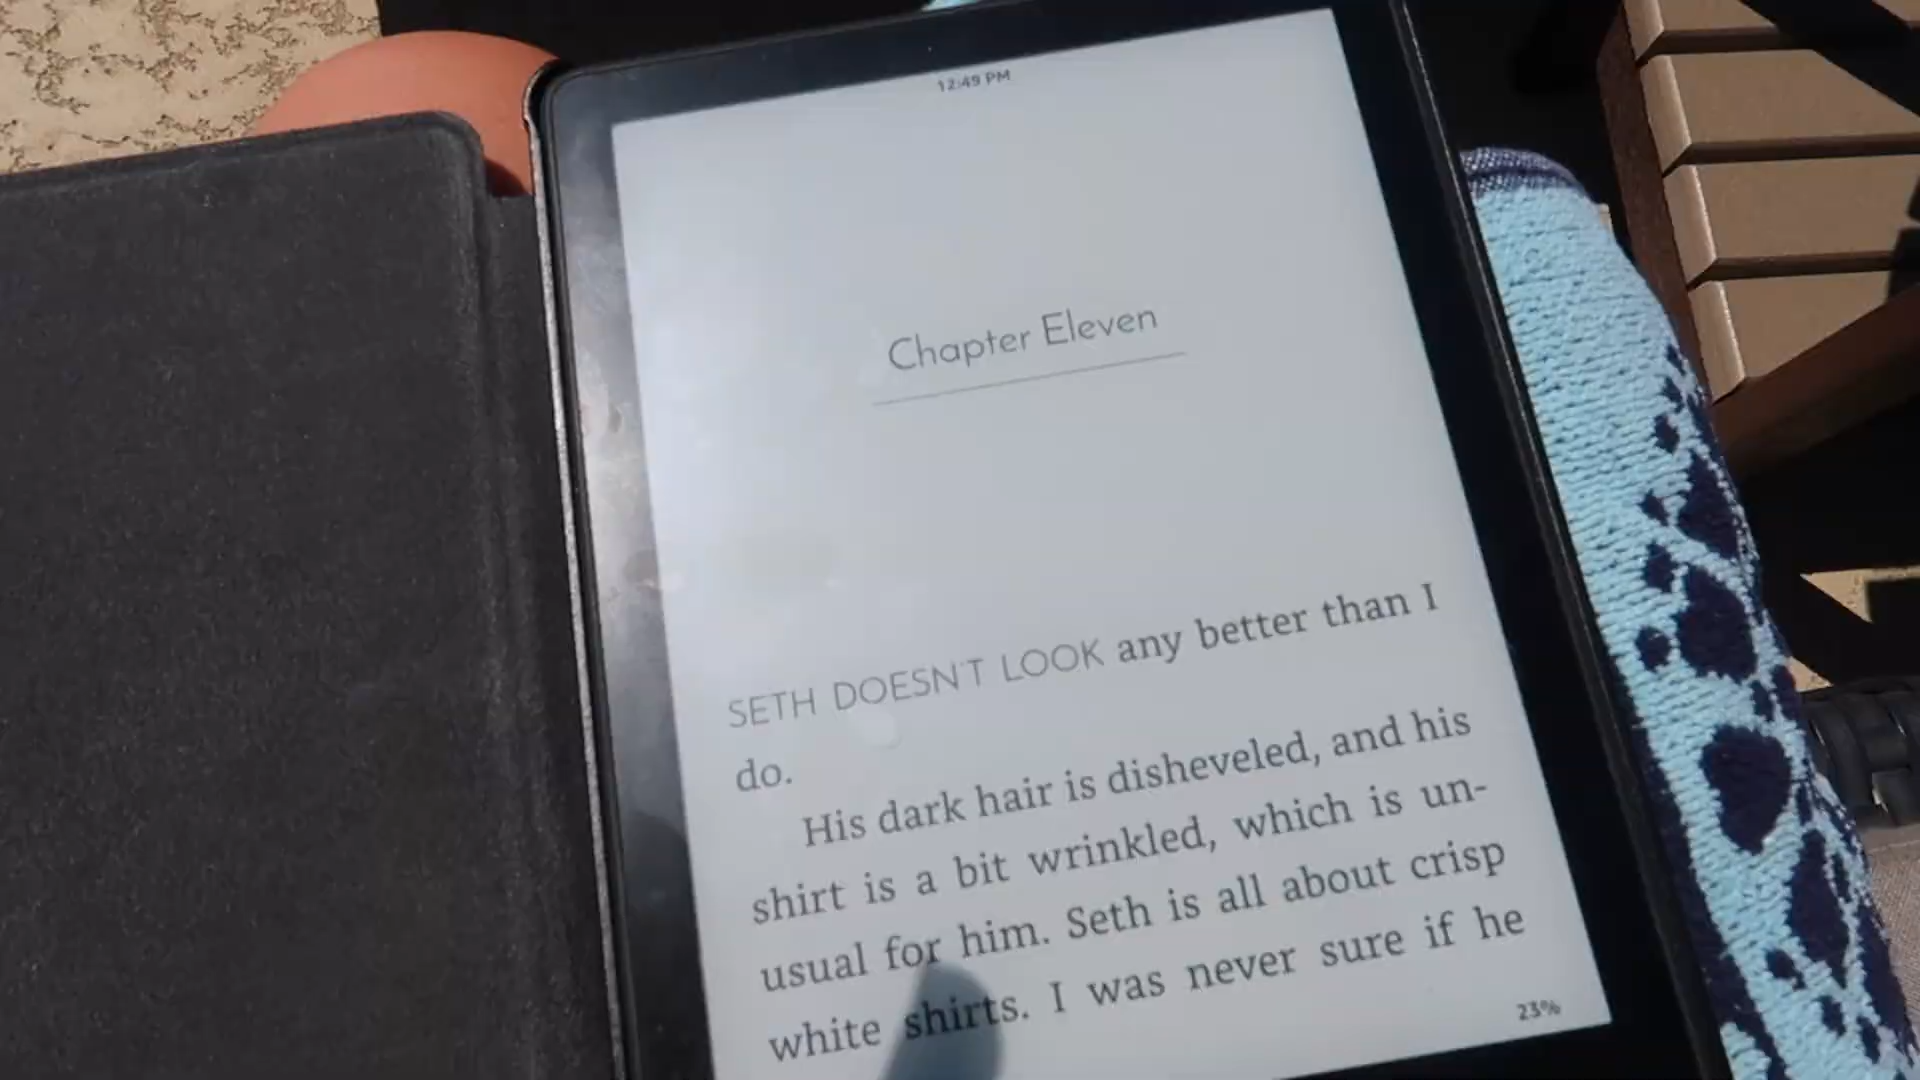 12:49 PM
Chapter Eleven
SETH DOESN'T LOOK any better than I
do.
His dark hair is disheveled, and his
shirt is a bit wrinkled, which is un-
usual for him. Seth is all about crisp
white shirts. I was never sure if he
23%